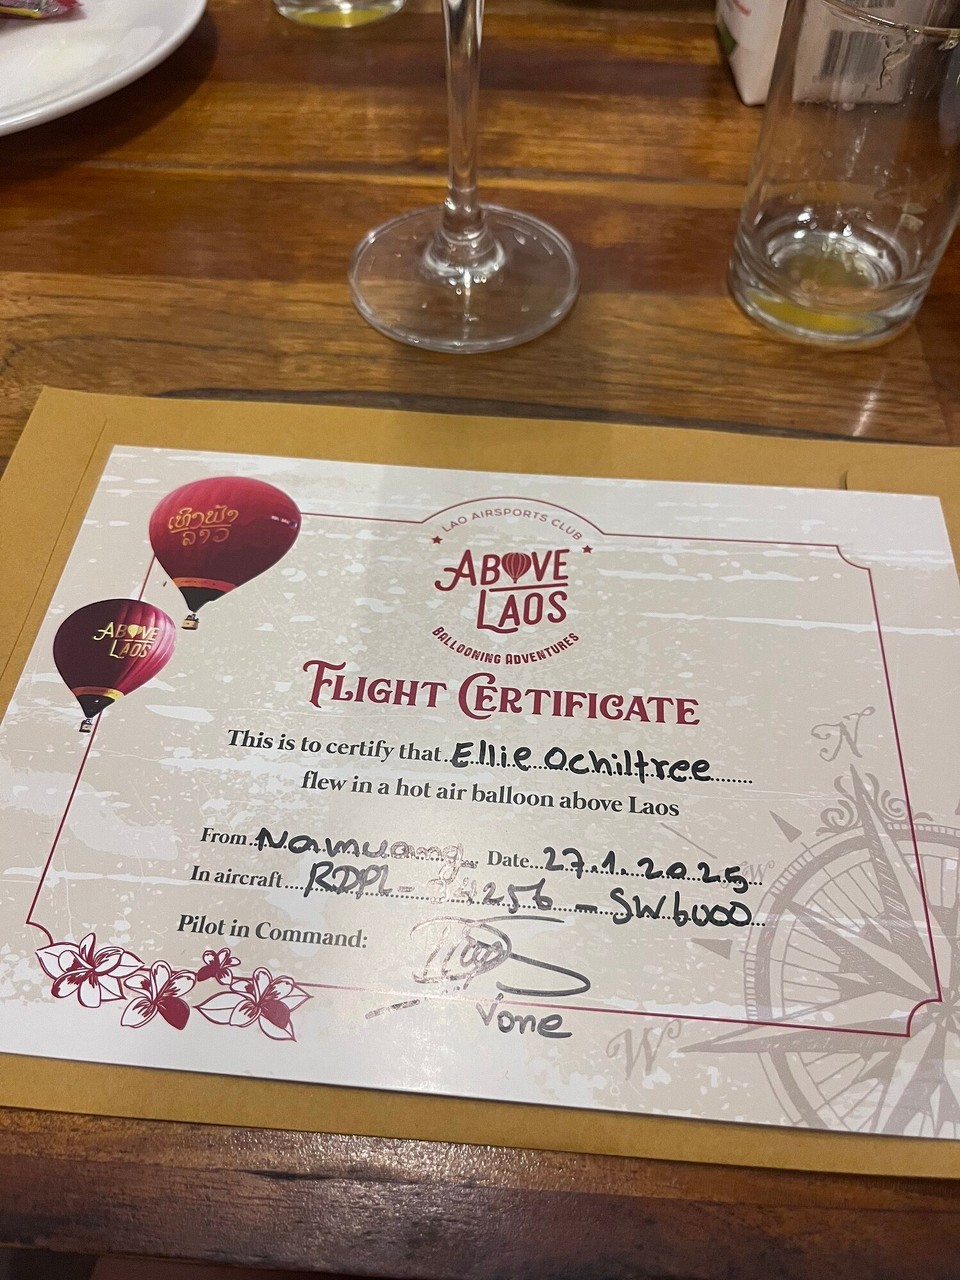 ເທິງຟ້າ
ລາວ
ABOVE
LAOS
LAO AIRSPORTS CLUB
ABOVE
LAOS
BALLOONING ADVENTURES
FLIGHT CERTIFICATE
This is to certify that Ellie Ochiltree
flew in a hot air balloon above Laos
From Namuang Date 27.1.2025
In aircraft RDPL- - SW6000
Pilot in Command:
Vone
N
W